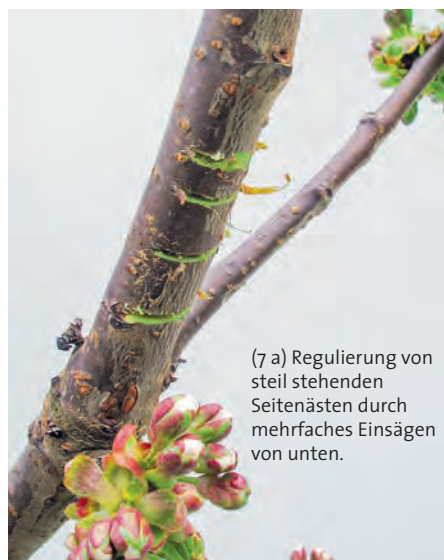 (7 a) Regulierung von
steil stehenden
Seitenästen durch
mehrfaches Einsägen
von unten.